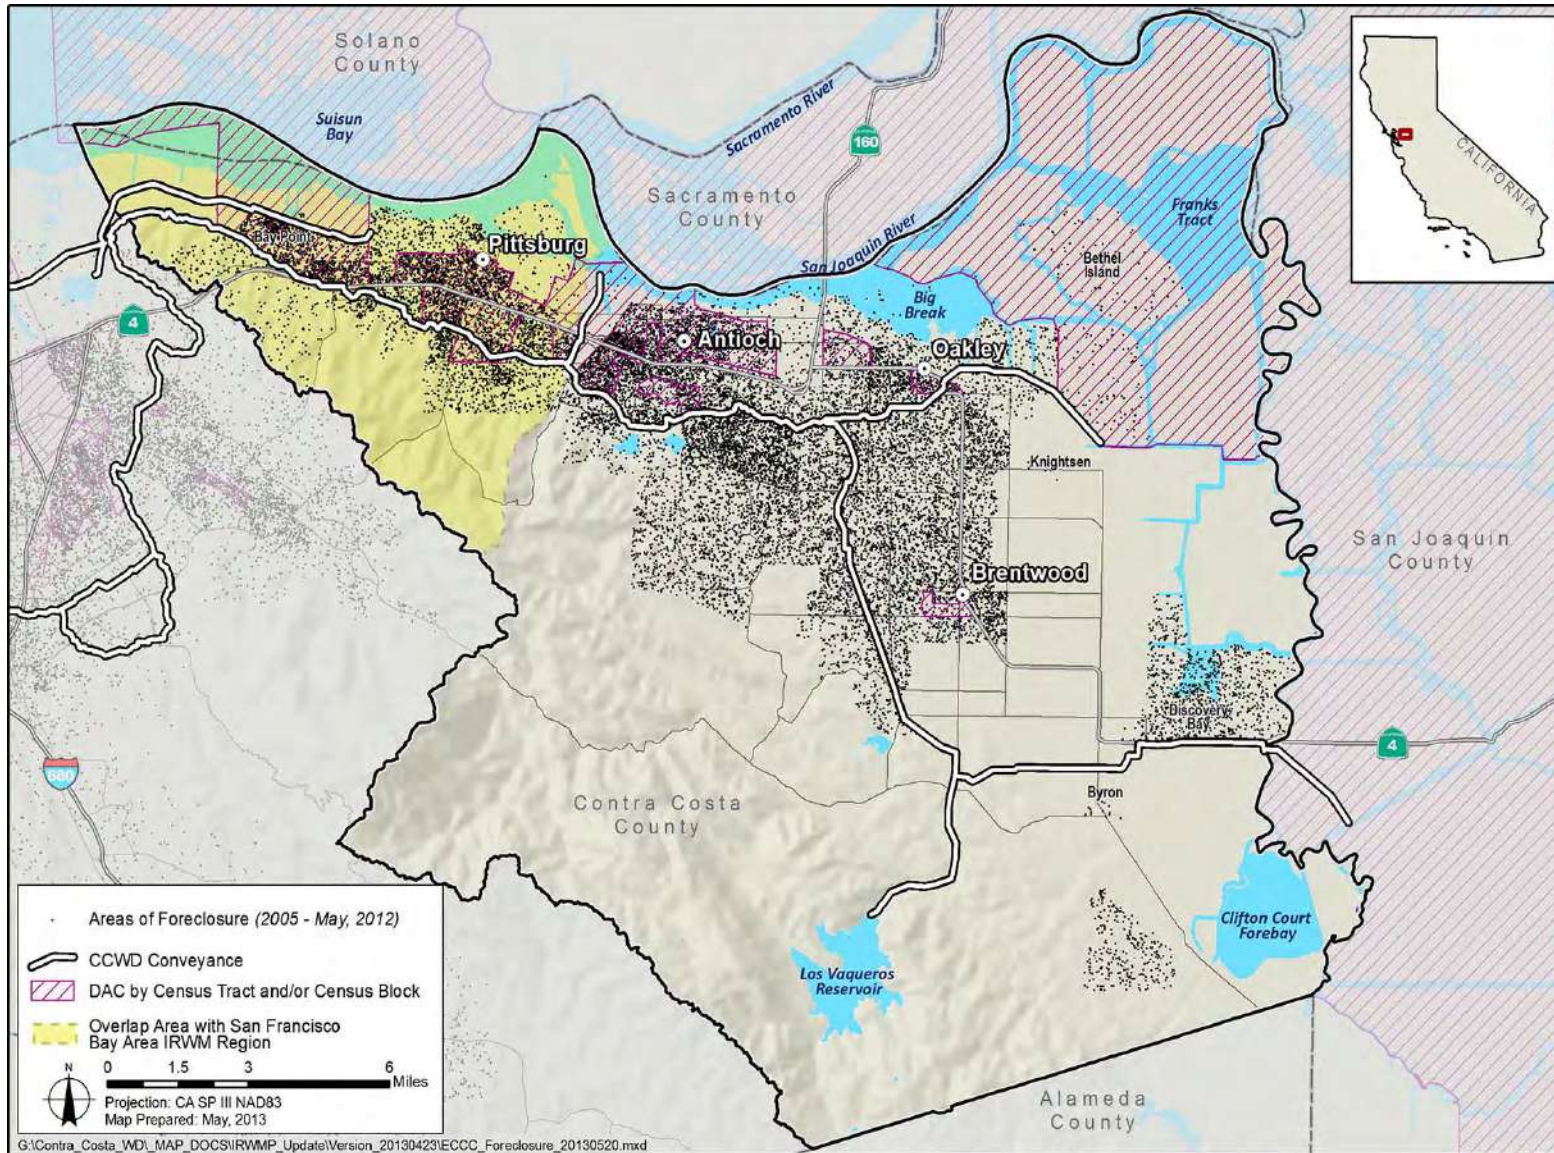 Solano
County
Suisun
Bay
Sacramento River
160
Sacramento
County
San Joaquin River
Franks
Tract
Bethel
Island
Big
Break
CALIFORNIA
Bay Point
Pittsburg
Antioch
Oakley
4
Knightsen
San Joaquin
County
Brentwood
Discovery
Bay
4
680
Contra Costa
County
Byron
Clifton Court
Forebay
Los Vaqueros
Reservoir
Alameda
County
Areas of Foreclosure (2005 - May, 2012)
CCWD Conveyance
DAC by Census Tract and/or Census Block
Overlap Area with San Francisco
Bay Area IRWM Region
N
0 1.5 3 6
Miles
Projection: CA SP III NAD83
Map Prepared: May, 2013
G:\Contra_Costa_WD\_MAP_DOCS\IRWMP_Update\Version_20130423\ECCC_Foreclosure_20130520.mxd